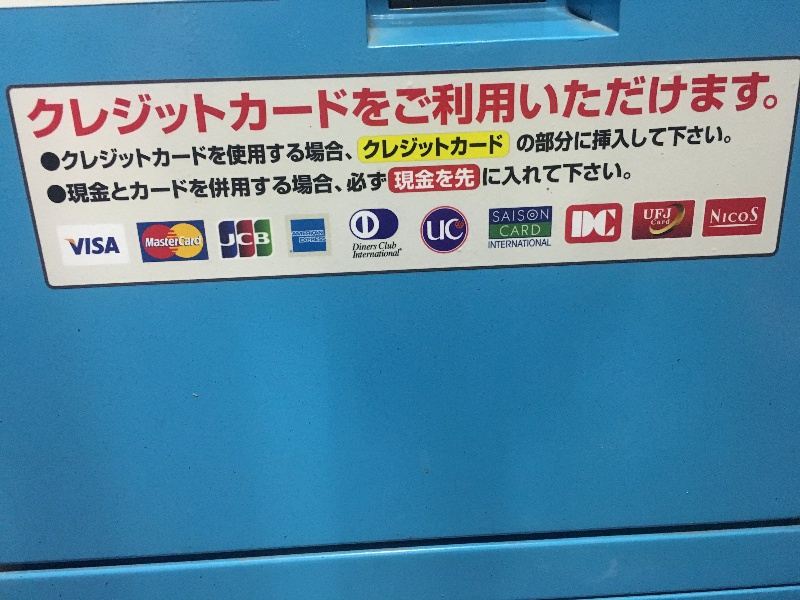 クレジットカードをご利用いただけます。
●クレジットカードを使用する場合、クレジットカード の部分に挿入して下さい。
●現金とカードを併用する場合、必ず現金を先に入れて下さい。
VISA MasterCard JCB AMERICAN EXPRESS Diners Club International UC SAISON CARD INTERNATIONAL DC UFJ Card NICOS